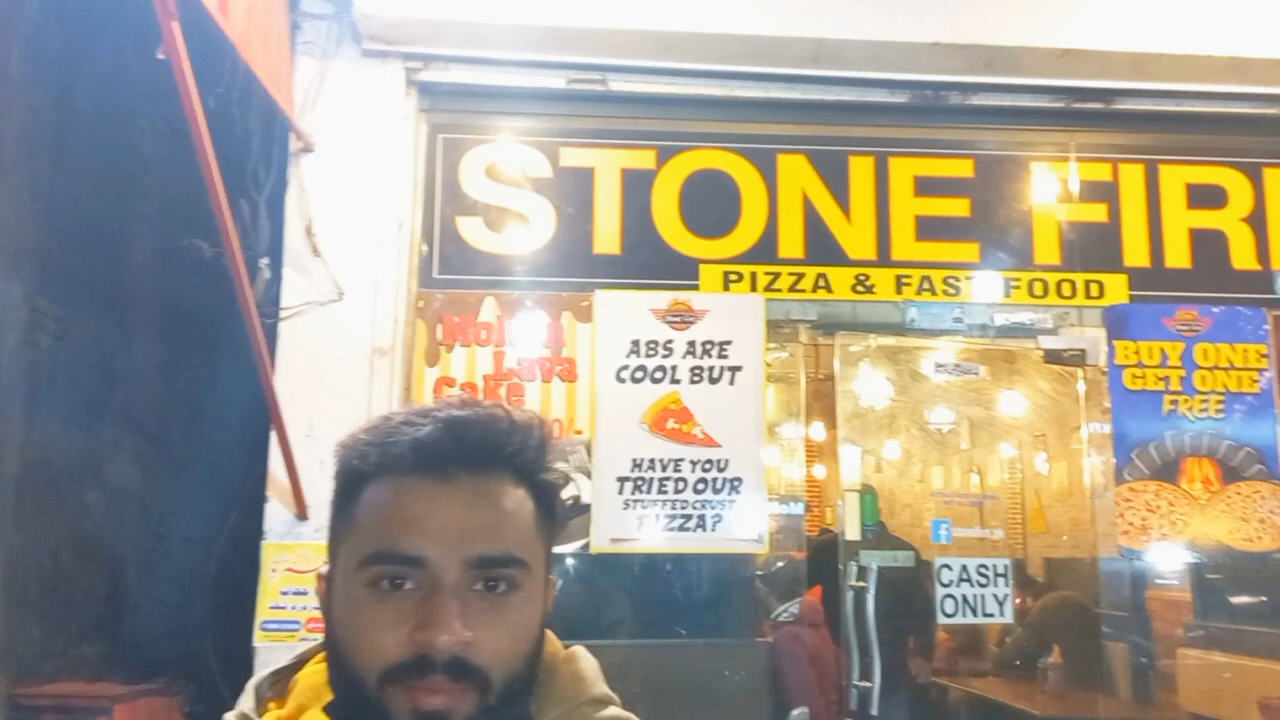 STONE FIR
PIZZA & FAST FOOD
Molten
Lava
Cake
ABS ARE
COOL BUT
HAVE YOU
TRIED OUR
STUFFED CRUST
PIZZA?
BUY ONE
GET ONE
FREE
CASH
ONLY